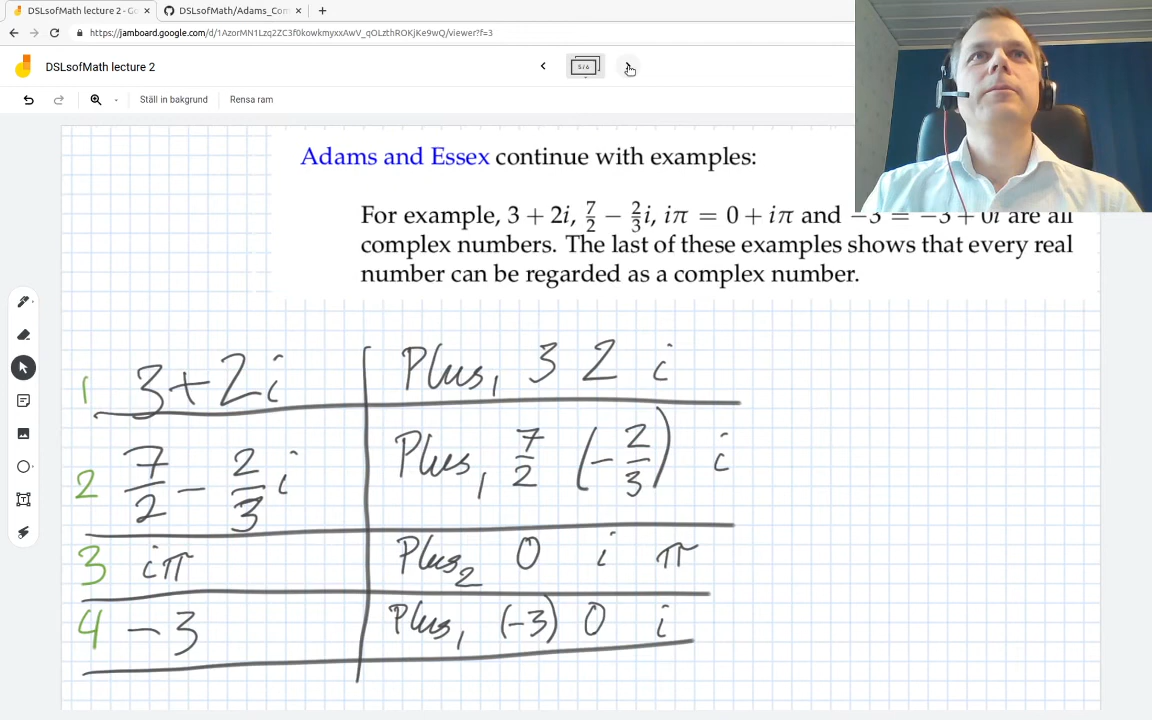 DSLsofMath lecture 2 - G
DSLsofMath/Adams_Con
https://jamboard.google.com/d/1AzorMN1Lzq2ZC3f0kowkmyxxAwV_qOLzthROKjKe9wQ/viewer?f=3
DSLsofMath lecture 2
5/6
Ställ in bakgrund Rensa ram
Adams and Essex continue with examples:
For example, 3 + 2i, 7/2 − 2/3 i, iπ = 0 + iπ and −3 = −3 + 0i are all
complex numbers. The last of these examples shows that every real
number can be regarded as a complex number.
1 3+2i Plus₁ 3 2 i
2 7/2 − 2/3 i Plus₁ 7/2 (−2/3) i
3 iπ Plus₂ 0 i π
4 −3 Plus₁ (−3) 0 i